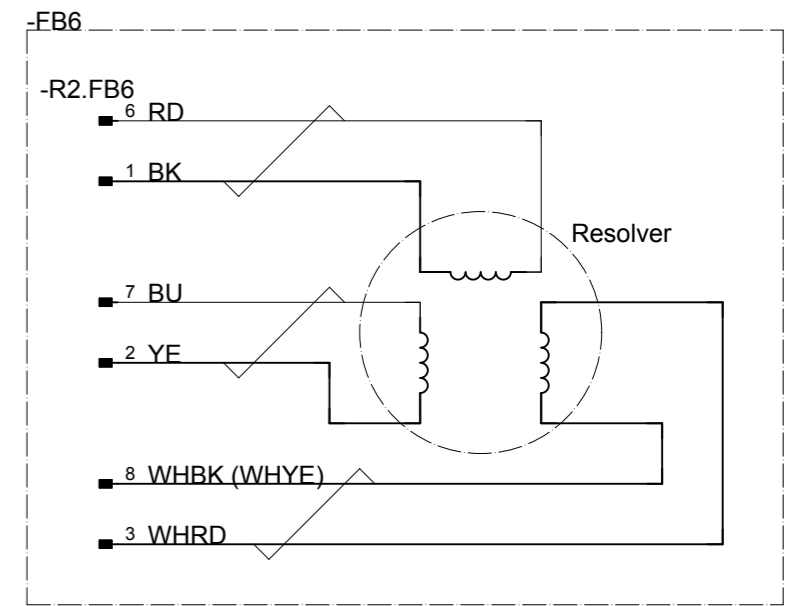 -FB6
-R2.FB6
6 RD
1 BK
Resolver
7 BU
2 YE
8 WHBK (WHYE)
3 WHRD